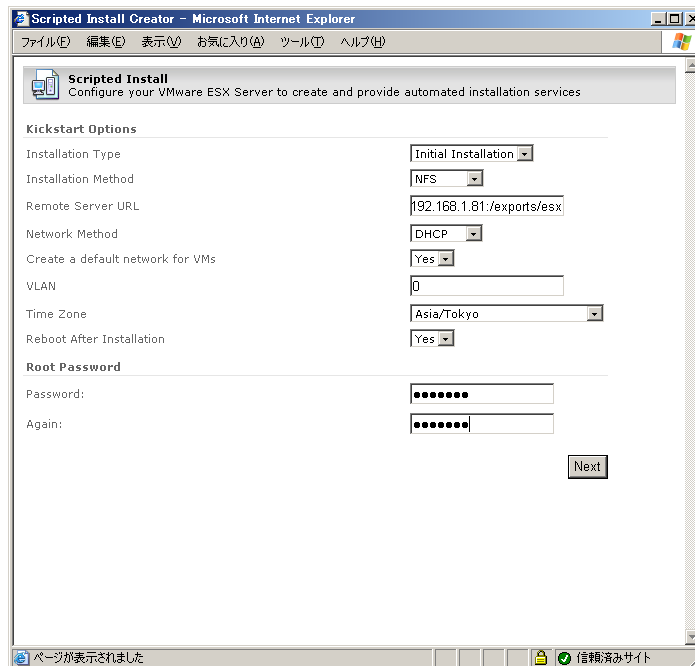 Scripted Install Creator - Microsoft Internet Explorer
ファイル(F) 編集(E) 表示(V) お気に入り(A) ツール(T) ヘルプ(H)
Scripted Install
Configure your VMware ESX Server to create and provide automated installation services
Kickstart Options
Installation Type Initial Installation
Installation Method NFS
Remote Server URL 192.168.1.81:/exports/esx
Network Method DHCP
Create a default network for VMs Yes
VLAN 0
Time Zone Asia/Tokyo
Reboot After Installation Yes
Root Password
Password: ●●●●●●●
Again: ●●●●●●●
Next
ページが表示されました 信頼済みサイト